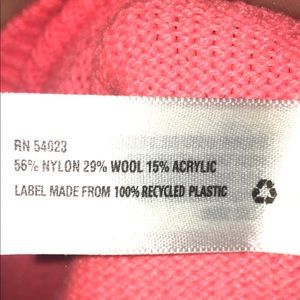 RN 54023
56% NYLON 29% WOOL 15% ACRYLIC
LABEL MADE FROM 100% RECYCLED PLASTIC